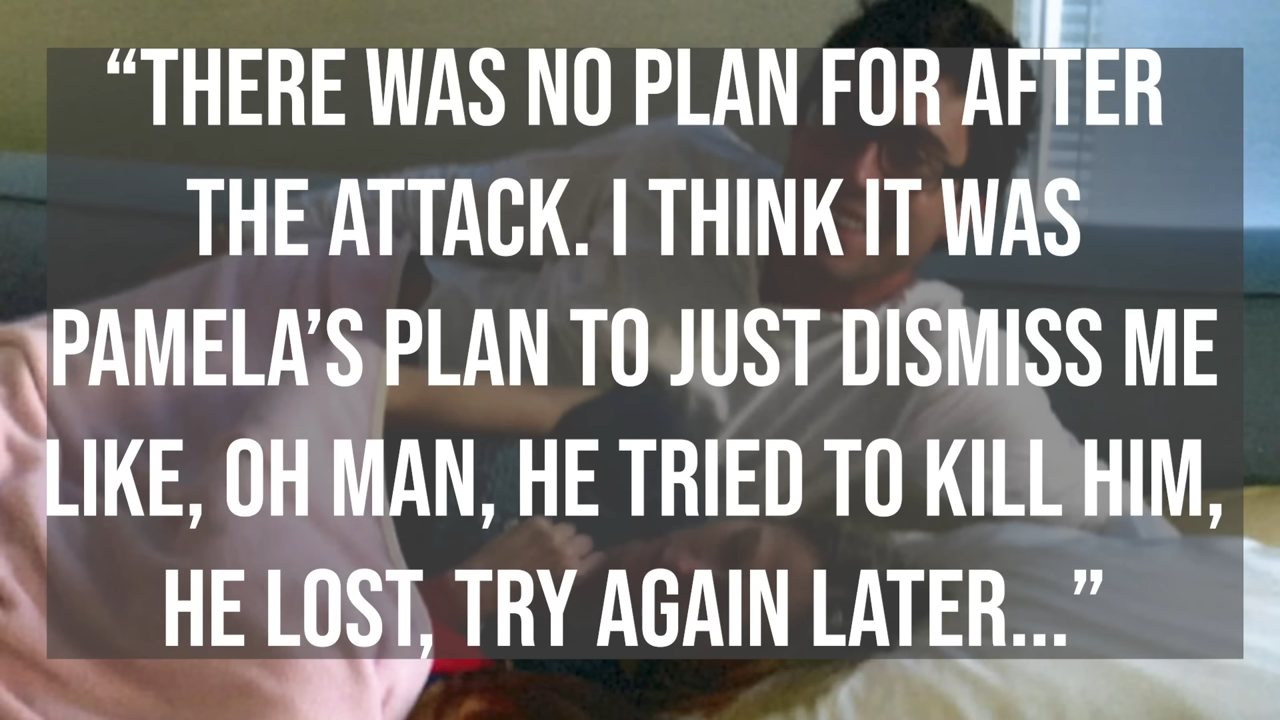 “THERE WAS NO PLAN FOR AFTER
THE ATTACK. I THINK IT WAS
PAMELA’S PLAN TO JUST DISMISS ME
LIKE, OH MAN, HE TRIED TO KILL HIM,
HE LOST, TRY AGAIN LATER...”